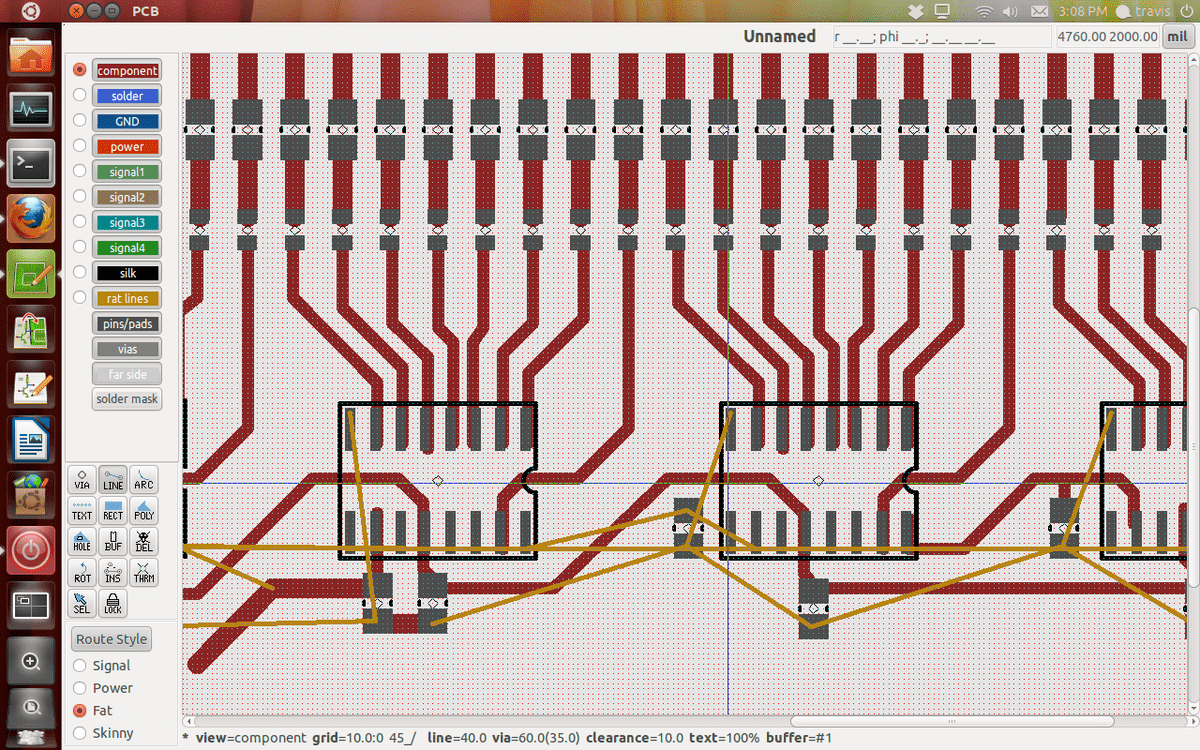 PCB
3:08 PM travis
Unnamed
r __.__; phi __._; __.__ __.__
4760.00 2000.00
mil
component
solder
GND
power
signal1
signal2
signal3
signal4
silk
rat lines
pins/pads
vias
far side
solder mask
VIA LINE ARC
TEXT RECT POLY
HOLE BUF DEL
ROT INS THRM
SEL LOCK
Route Style
Signal
Power
Fat
Skinny
* view=component grid=10.0:0 45_/ line=40.0 via=60.0(35.0) clearance=10.0 text=100% buffer=#1